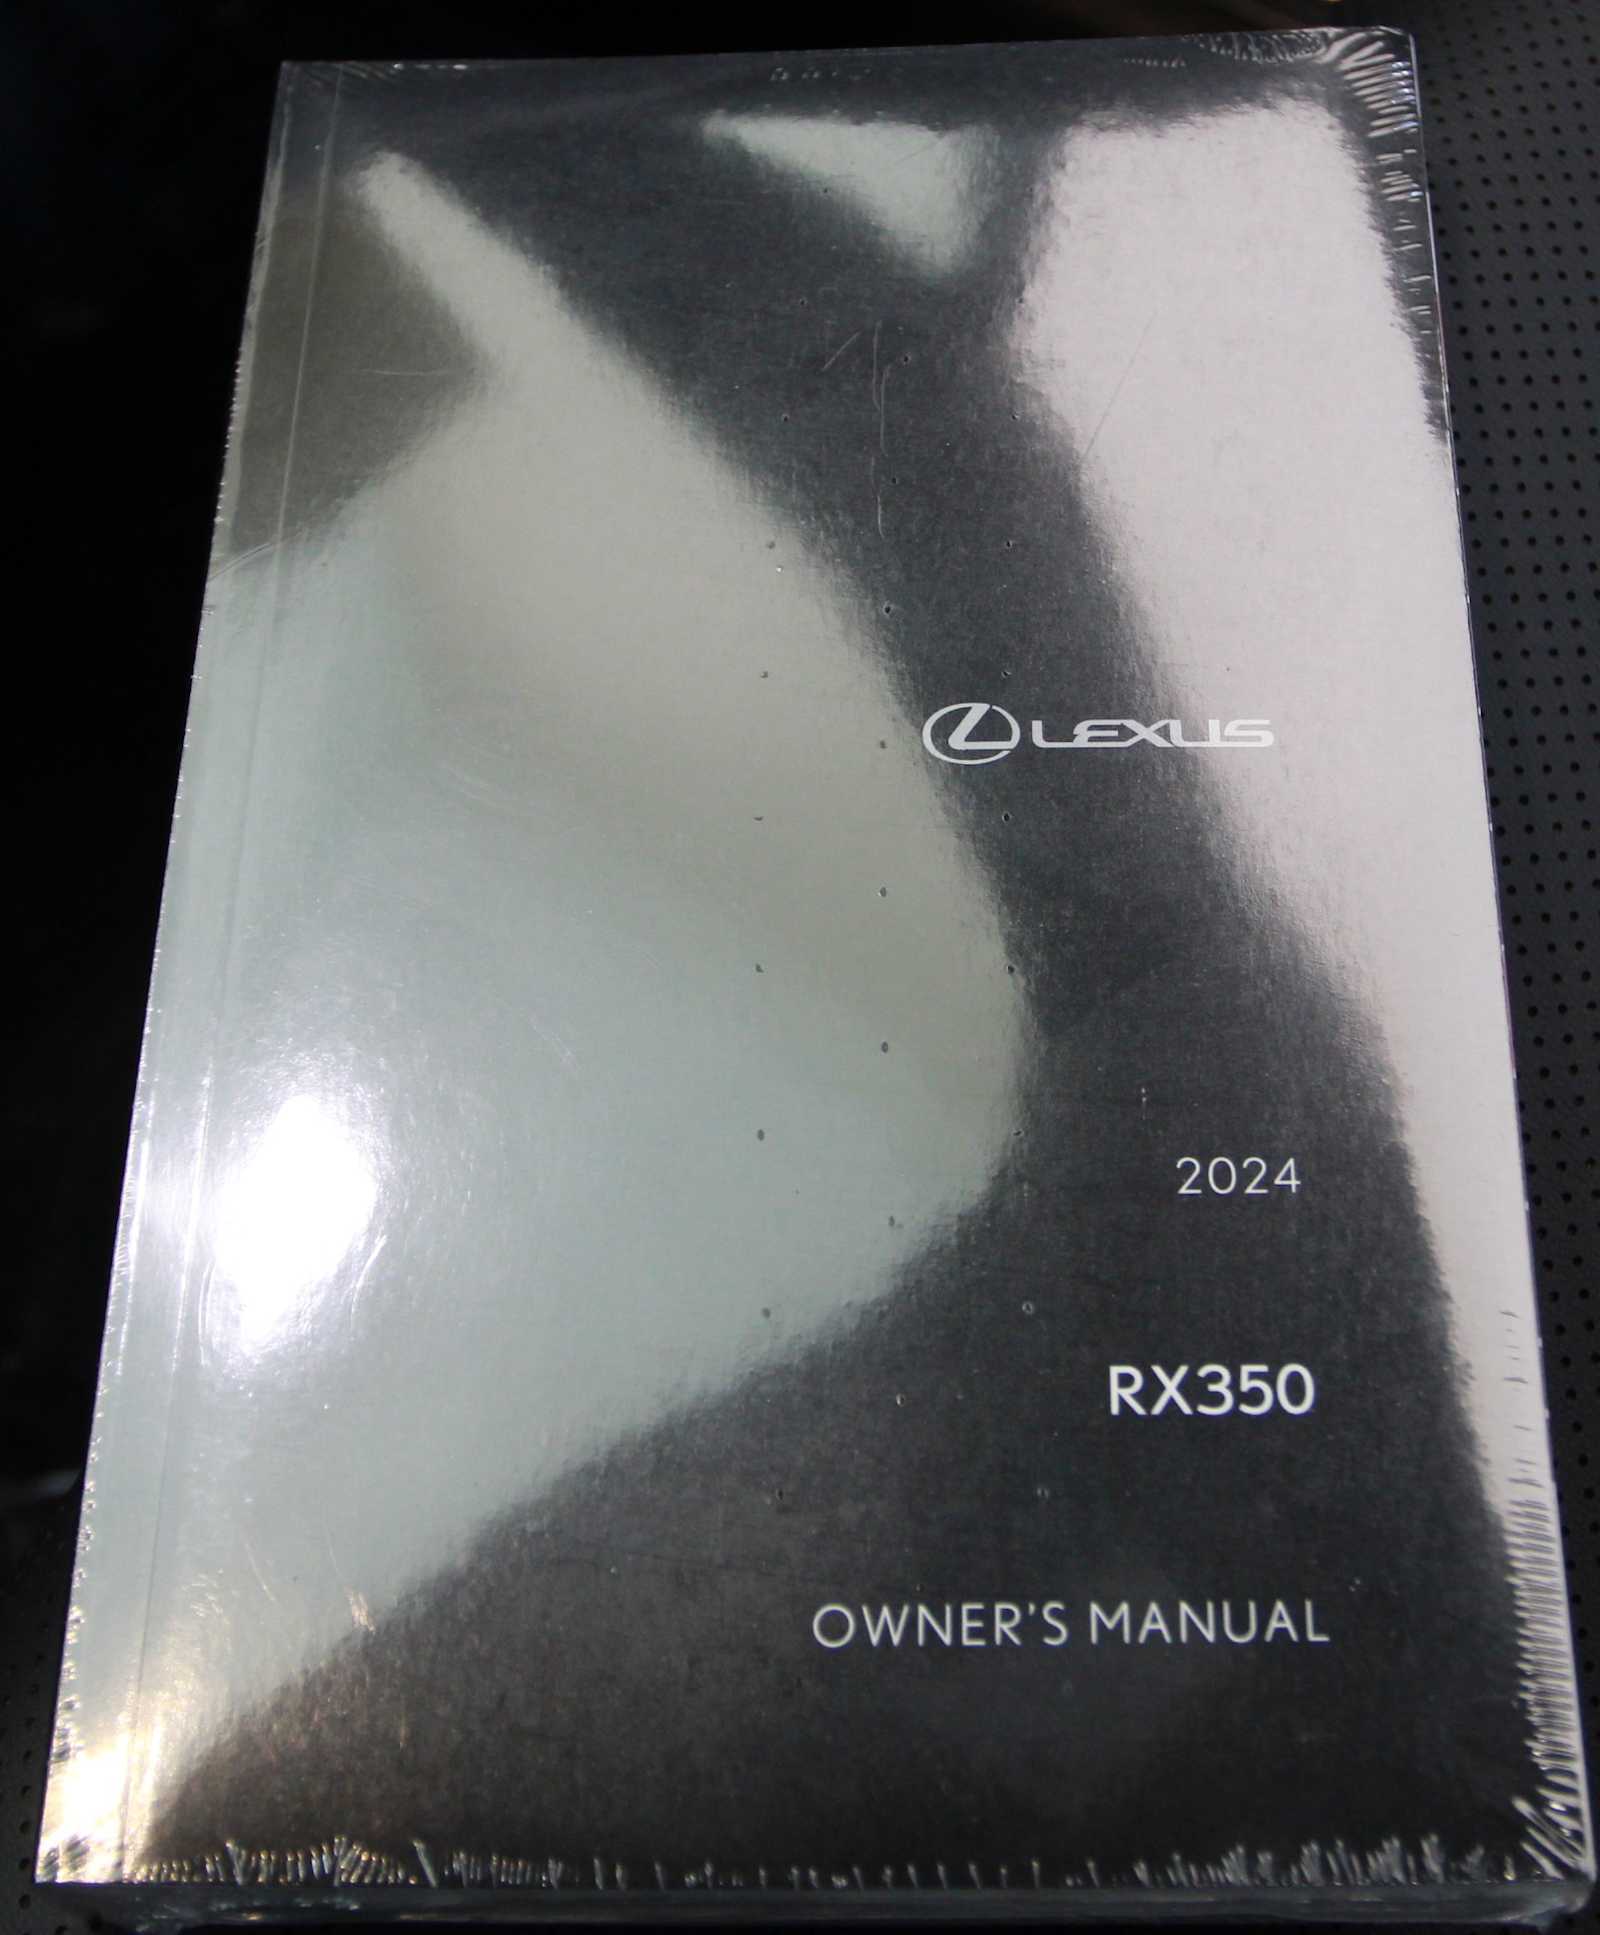 LEXUS
2024
RX350
OWNER'S MANUAL